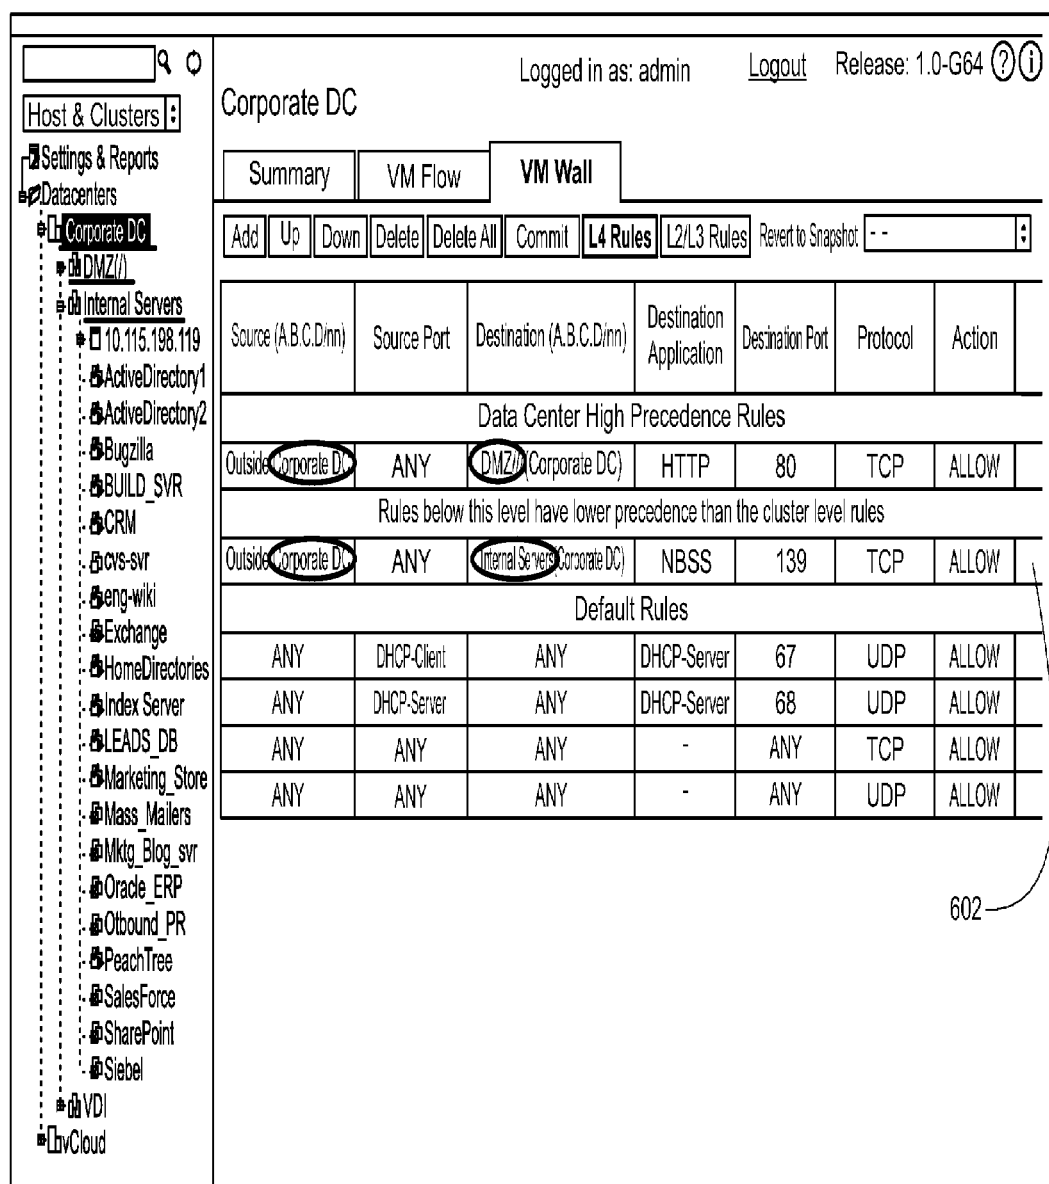 Host & Clusters
Settings & Reports
Datacenters
Corporate DC
DMZ(/)
Internal Servers
10.115.198.119
ActiveDirectory1
ActiveDirectory2
Bugzilla
BUILD_SVR
CRM
cvs-svr
eng-wiki
Exchange
HomeDirectories
Index Server
LEADS_DB
Marketing_Store
Mass_Mailers
Mktg_Blog_svr
Oracle_ERP
Otbound_PR
PeachTree
SalesForce
SharePoint
Siebel
VDI
vCloud
Logged in as: admin Logout Release: 1.0-G64 ? i
Corporate DC
Summary VM Flow VM Wall
Add Up Down Delete Delete All Commit L4 Rules L2/L3 Rules Revert to Snapshot - -
Source (A.B.C.D/nn) Source Port Destination (A.B.C.D/nn) Destination Application Destination Port Protocol Action
Data Center High Precedence Rules
Outside Corporate DC ANY DMZ(/) (Corporate DC) HTTP 80 TCP ALLOW
Rules below this level have lower precedence than the cluster level rules
Outside Corporate DC ANY Internal Servers (Corporate DC) NBSS 139 TCP ALLOW
Default Rules
ANY DHCP-Client ANY DHCP-Server 67 UDP ALLOW
ANY DHCP-Server ANY DHCP-Server 68 UDP ALLOW
ANY ANY ANY - ANY TCP ALLOW
ANY ANY ANY - ANY UDP ALLOW
602